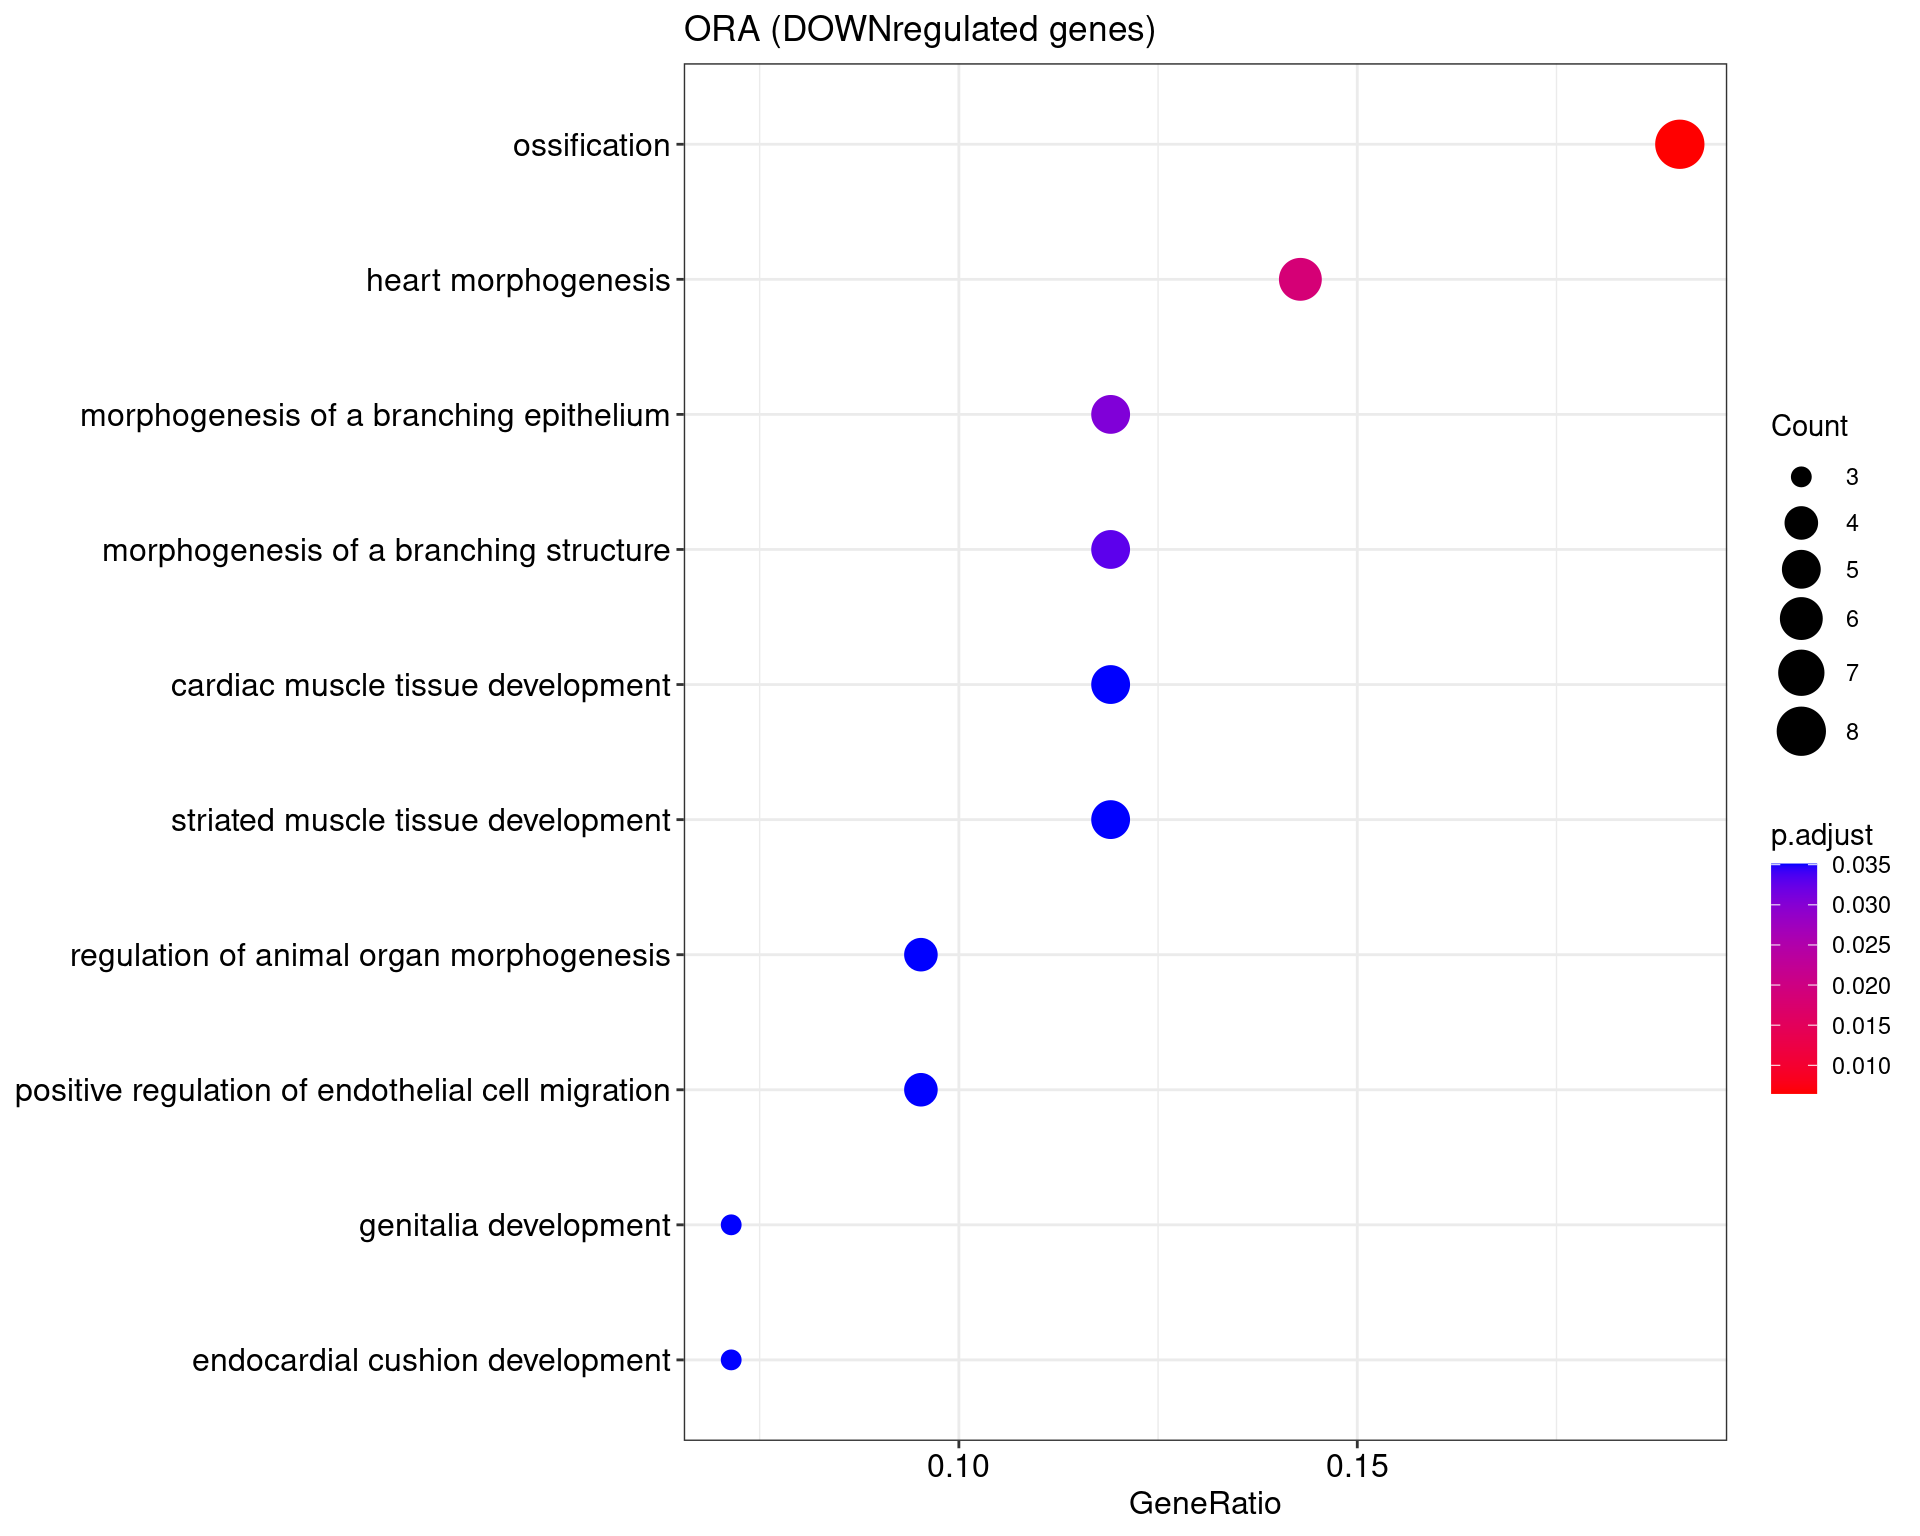 ORA (DOWNregulated genes)
ossification
heart morphogenesis
morphogenesis of a branching epithelium
morphogenesis of a branching structure
cardiac muscle tissue development
striated muscle tissue development
regulation of animal organ morphogenesis
positive regulation of endothelial cell migration
genitalia development
endocardial cushion development
0.10
0.15
GeneRatio
Count
3
4
5
6
7
8
p.adjust
0.035
0.030
0.025
0.020
0.015
0.010